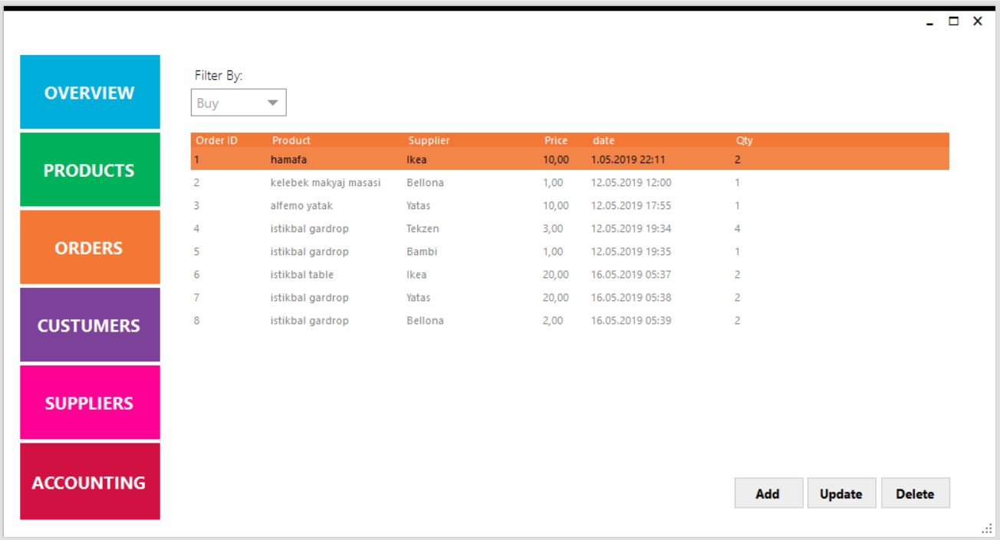 OVERVIEW
PRODUCTS
ORDERS
CUSTUMERS
SUPPLIERS
ACCOUNTING
Filter By:
Buy
Order ID Product Supplier Price date Qty
1 hamafa Ikea 10,00 1.05.2019 22:11 2
2 kelebek makyaj masasi Bellona 1,00 12.05.2019 12:00 1
3 alfemo yatak Yatas 10,00 12.05.2019 17:55 1
4 istikbal gardrop Tekzen 3,00 12.05.2019 19:34 4
5 istikbal gardrop Bambi 1,00 12.05.2019 19:35 1
6 istikbal table Ikea 20,00 16.05.2019 05:37 2
7 istikbal gardrop Yatas 20,00 16.05.2019 05:38 2
8 istikbal gardrop Bellona 2,00 16.05.2019 05:39 2
Add Update Delete